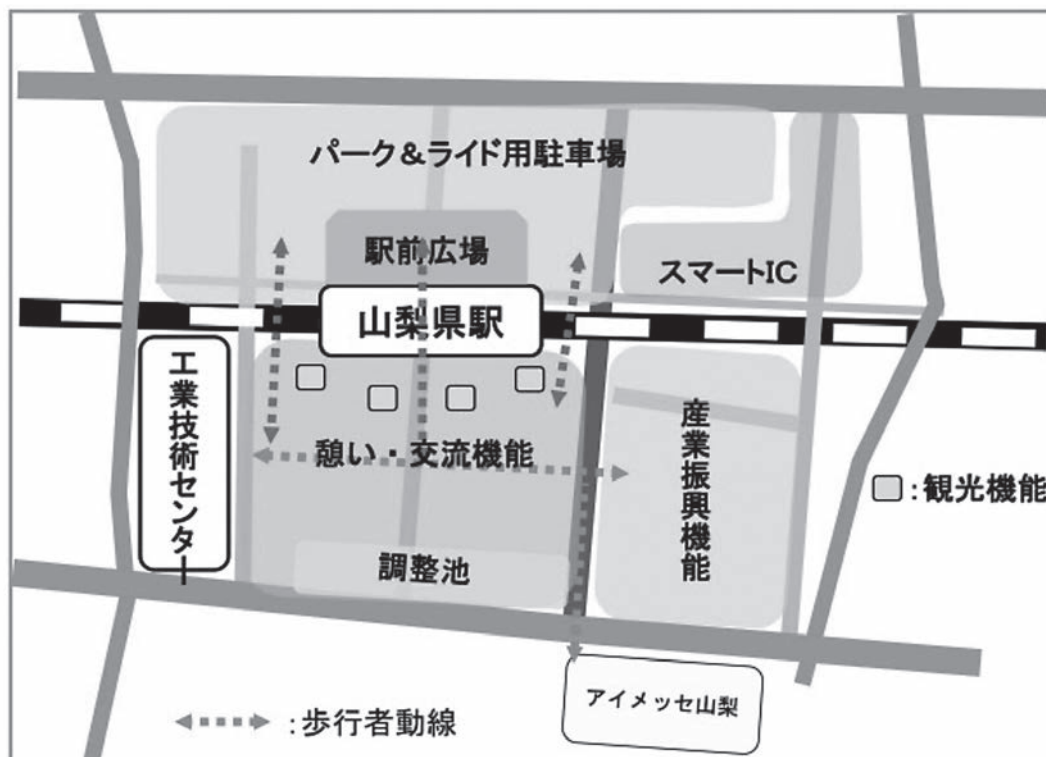 パーク＆ライド用駐車場
駅前広場
スマートIC
山梨県駅
工業技術センター
憩い・交流機能
産業振興機能
:観光機能
調整池
アイメッセ山梨
:歩行者動線